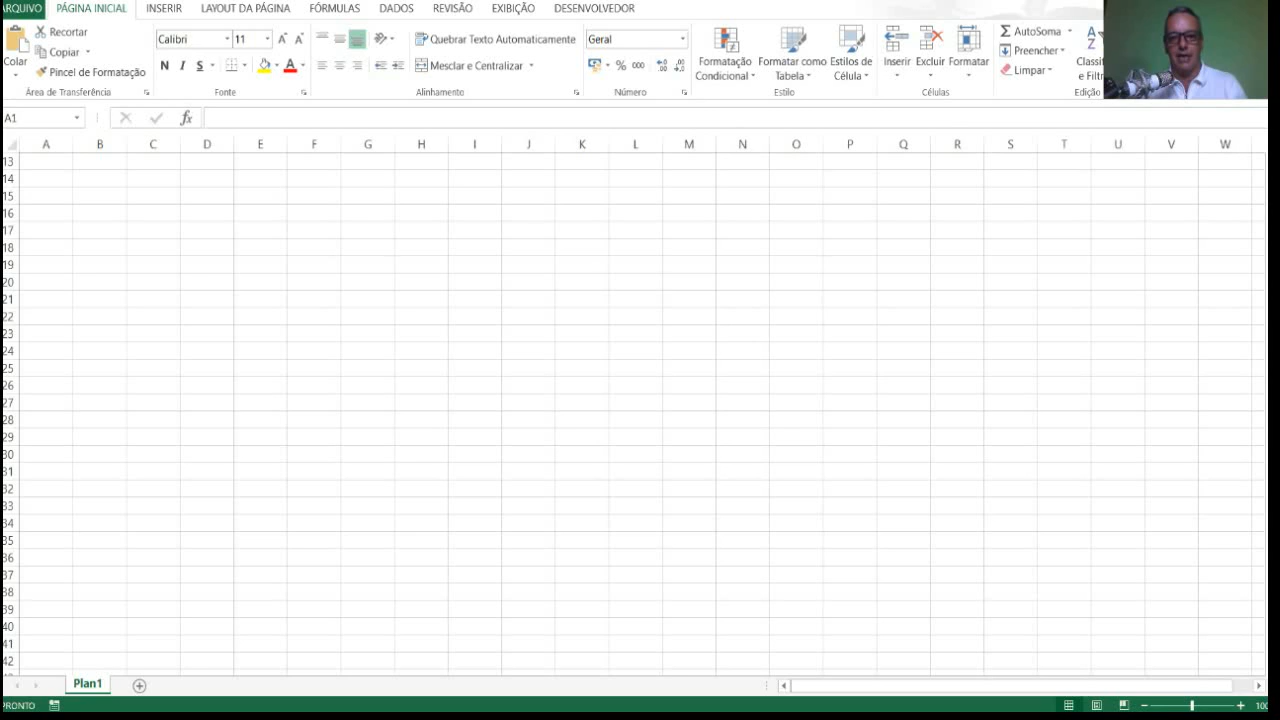 ARQUIVO PÁGINA INICIAL INSERIR LAYOUT DA PÁGINA FÓRMULAS DADOS REVISÃO EXIBIÇÃO DESENVOLVEDOR
Colar
Recortar
Copiar
Pincel de Formatação
Área de Transferência
Calibri 11
N I S
Fonte
Quebrar Texto Automaticamente
Mesclar e Centralizar
Alinhamento
Geral
% 000
Número
Formatação
Condicional
Formatar como
Tabela
Estilos de
Célula
Estilo
Inserir
Excluir
Formatar
Células
AutoSoma
Preencher
Limpar
Classif
e Filtr
Edição
A1
fx
A B C D E F G H I J K L M N O P Q R S T U V W
13
14
15
16
17
18
19
20
21
22
23
24
25
26
27
28
29
30
31
32
33
34
35
36
37
38
39
40
41
42
Plan1
PRONTO
100